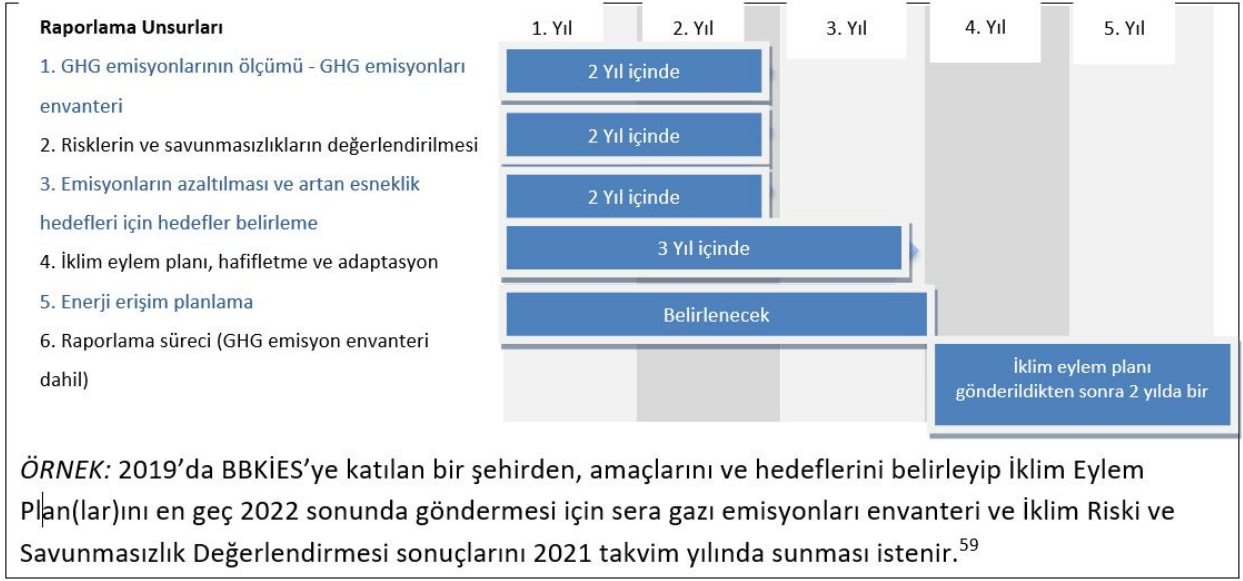 Raporlama Unsurları
1. Yıl
2. Yıl
3. Yıl
4. Yıl
5. Yıl
1. GHG emisyonlarının ölçümü - GHG emisyonları
envanteri
2 Yıl içinde
2. Risklerin ve savunmasızlıkların değerlendirilmesi
2 Yıl içinde
3. Emisyonların azaltılması ve artan esneklik
hedefleri için hedefler belirleme
2 Yıl içinde
4. İklim eylem planı, hafifletme ve adaptasyon
3 Yıl içinde
5. Enerji erişim planlama
Belirlenecek
6. Raporlama süreci (GHG emisyon envanteri
dahil)
İklim eylem planı
gönderildikten sonra 2 yılda bir
ÖRNEK: 2019’da BBKİES’ye katılan bir şehirden, amaçlarını ve hedeflerini belirleyip İklim Eylem
Plan(lar)ını en geç 2022 sonunda göndermesi için sera gazı emisyonları envanteri ve İklim Riski ve
Savunmasızlık Değerlendirmesi sonuçlarını 2021 takvim yılında sunması istenir.59